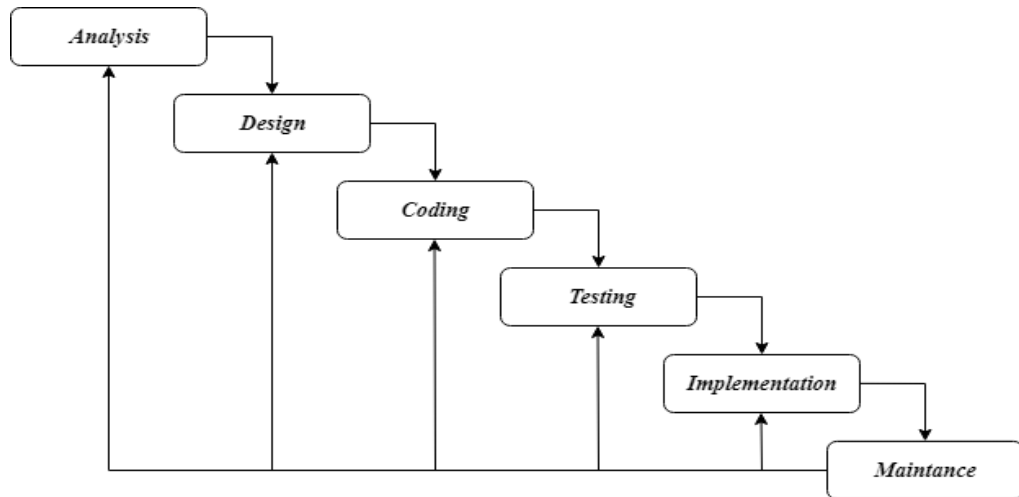 Analysis
Design
Coding
Testing
Implementation
Maintance